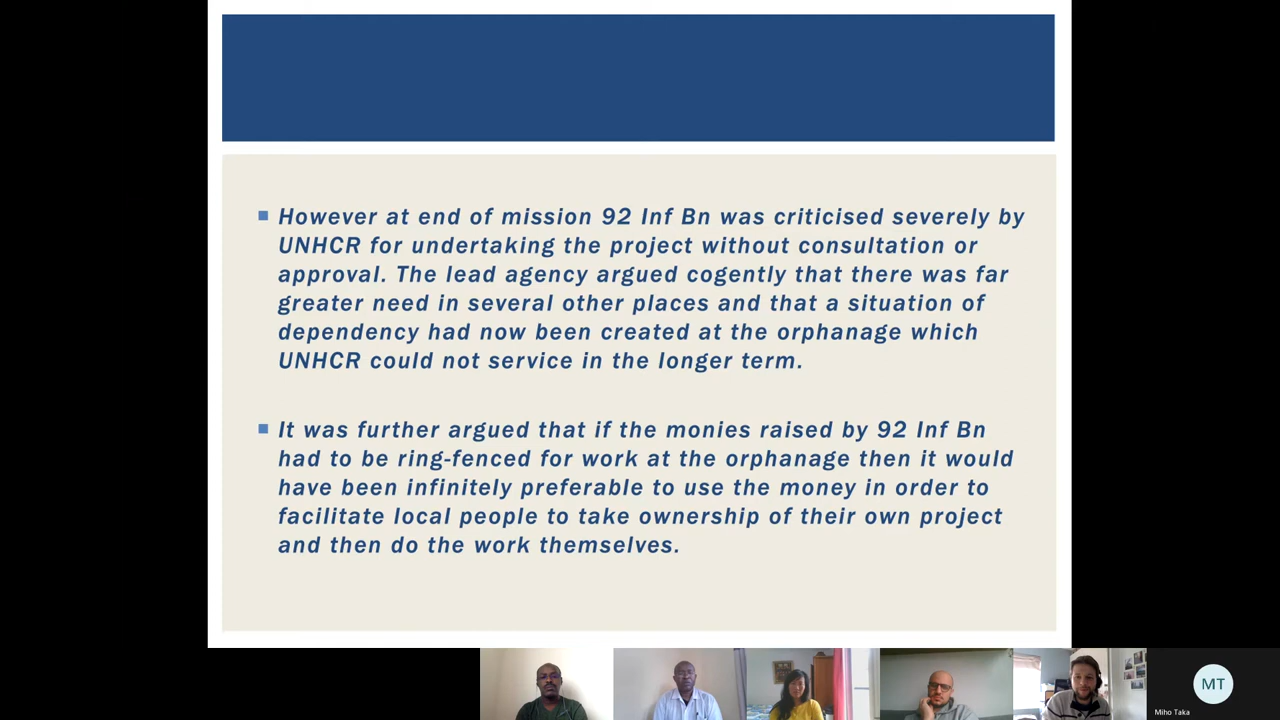 However at end of mission 92 Inf Bn was criticised severely by
UNHCR for undertaking the project without consultation or
approval. The lead agency argued cogently that there was far
greater need in several other places and that a situation of
dependency had now been created at the orphanage which
UNHCR could not service in the longer term.
It was further argued that if the monies raised by 92 Inf Bn
had to be ring-fenced for work at the orphanage then it would
have been infinitely preferable to use the money in order to
facilitate local people to take ownership of their own project
and then do the work themselves.
MT
Miho Taka